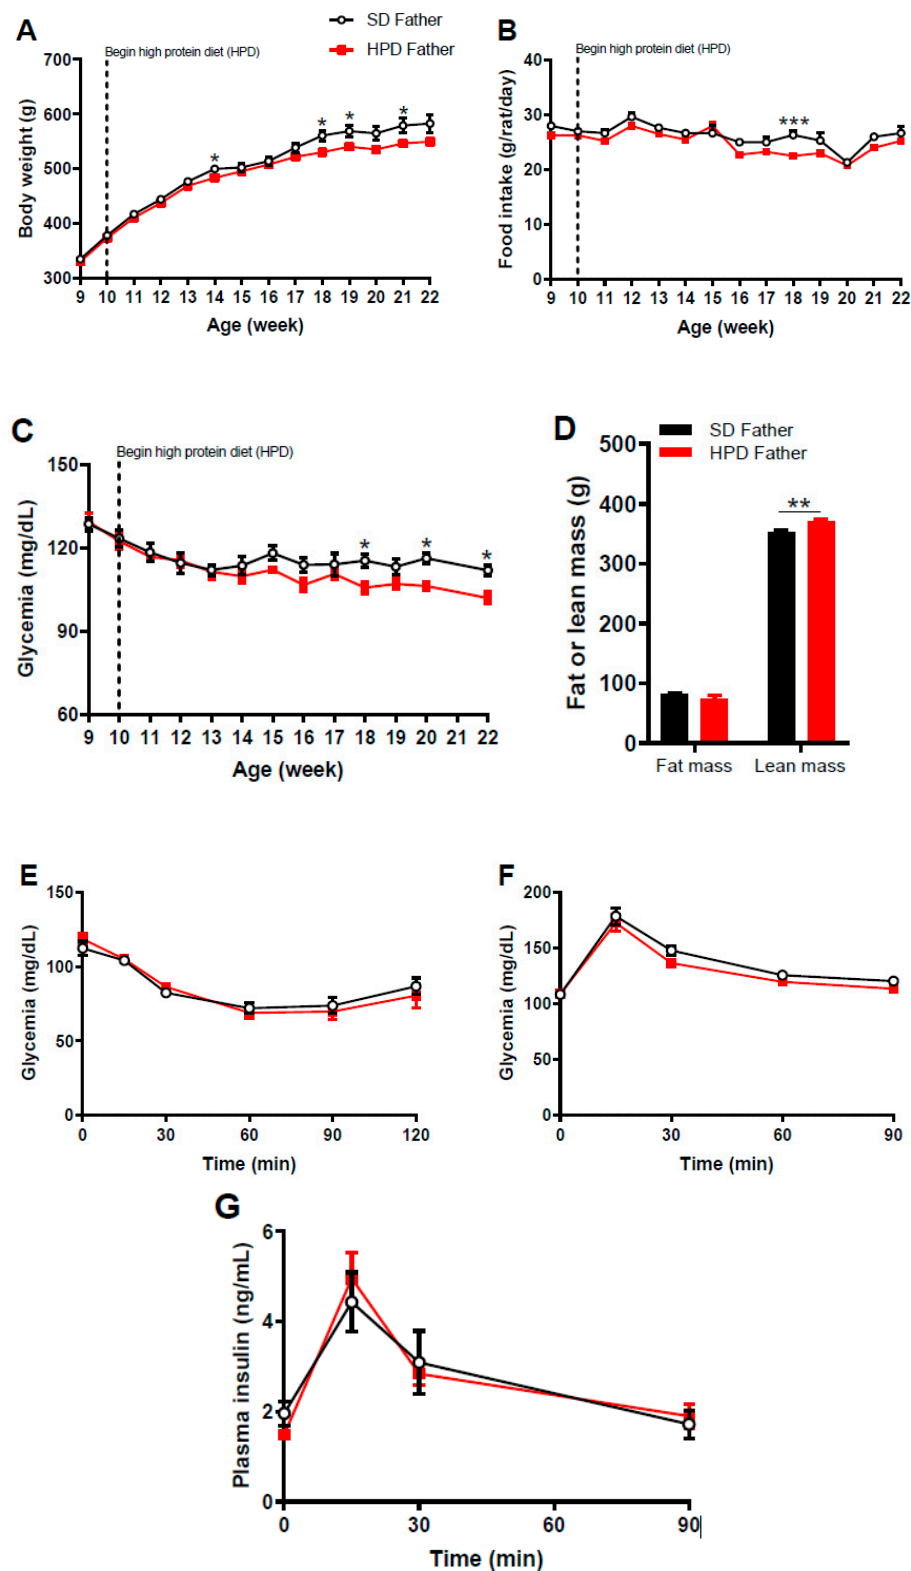 A
SD Father
HPD Father
Begin high protein diet (HPD)
Body weight (g)
700
600
500
400
300
* * * *
9 10 11 12 13 14 15 16 17 18 19 20 21 22
Age (week)
B
Begin high protein diet (HPD)
Food intake (g/rat/day)
40
30
20
10
0
***
9 10 11 12 13 14 15 16 17 18 19 20 21 22
Age (week)
C
Begin high protein diet (HPD)
Glycemia (mg/dL)
150
120
90
60
* * *
9 10 11 12 13 14 15 16 17 18 19 20 21 22
Age (week)
D
SD Father
HPD Father
Fat or lean mass (g)
500
400
300
200
100
0
**
Fat mass Lean mass
E
Glycemia (mg/dL)
150
100
50
0
0 30 60 90 120
Time (min)
F
Glycemia (mg/dL)
200
150
100
50
0
0 30 60 90
Time (min)
G
Plasma insulin (ng/mL)
6
4
2
0
0 30 60 90
Time (min)